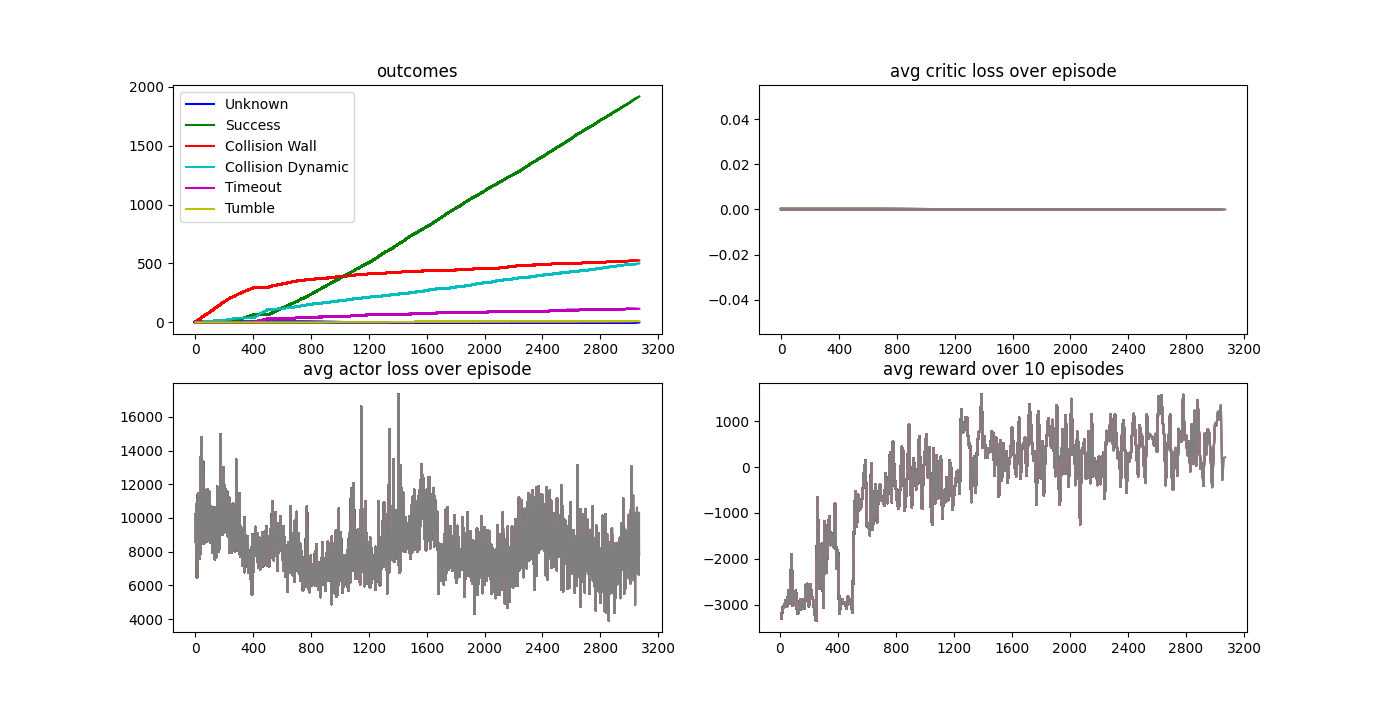 outcomes
2000
1500
1000
500
0
Unknown
Success
Collision Wall
Collision Dynamic
Timeout
Tumble
0 400 800 1200 1600 2000 2400 2800 3200
avg critic loss over episode
0.04
0.02
0.00
−0.02
−0.04
0 400 800 1200 1600 2000 2400 2800 3200
avg actor loss over episode
16000
14000
12000
10000
8000
6000
4000
0 400 800 1200 1600 2000 2400 2800 3200
avg reward over 10 episodes
1000
0
−1000
−2000
−3000
0 400 800 1200 1600 2000 2400 2800 3200